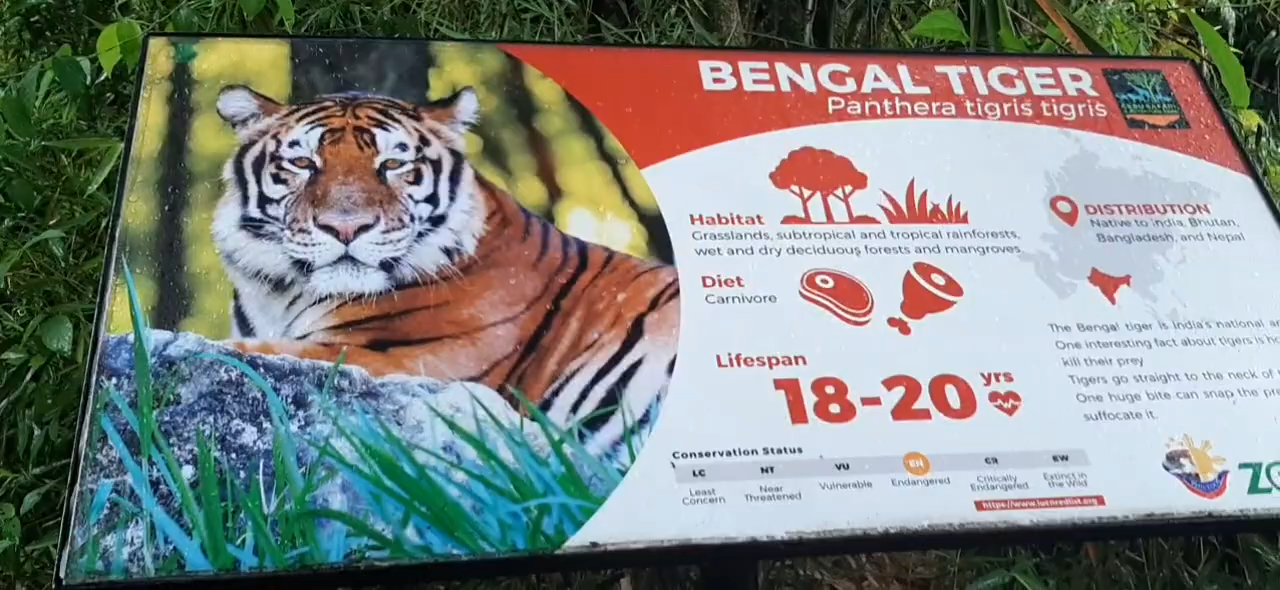 BENGAL TIGER
Panthera tigris tigris
CEBU SAFARI
Habitat
Grasslands, subtropical and tropical rainforests,
wet and dry deciduous forests and mangroves
Diet
Carnivore
Lifespan
18-20 yrs
DISTRIBUTION
Native to India, Bhutan,
Bangladesh, and Nepal
The Bengal tiger is India's national
One interesting fact about tigers is
kill their prey
Tigers go straight to the neck of
One huge bite can snap the
suffocate it.
Conservation Status
LC NT VU EN CR EW
Least Concern
Near Threatened
Vulnerable
Endangered
Critically Endangered
Extinct in the Wild
https://www.iucnredlist.org